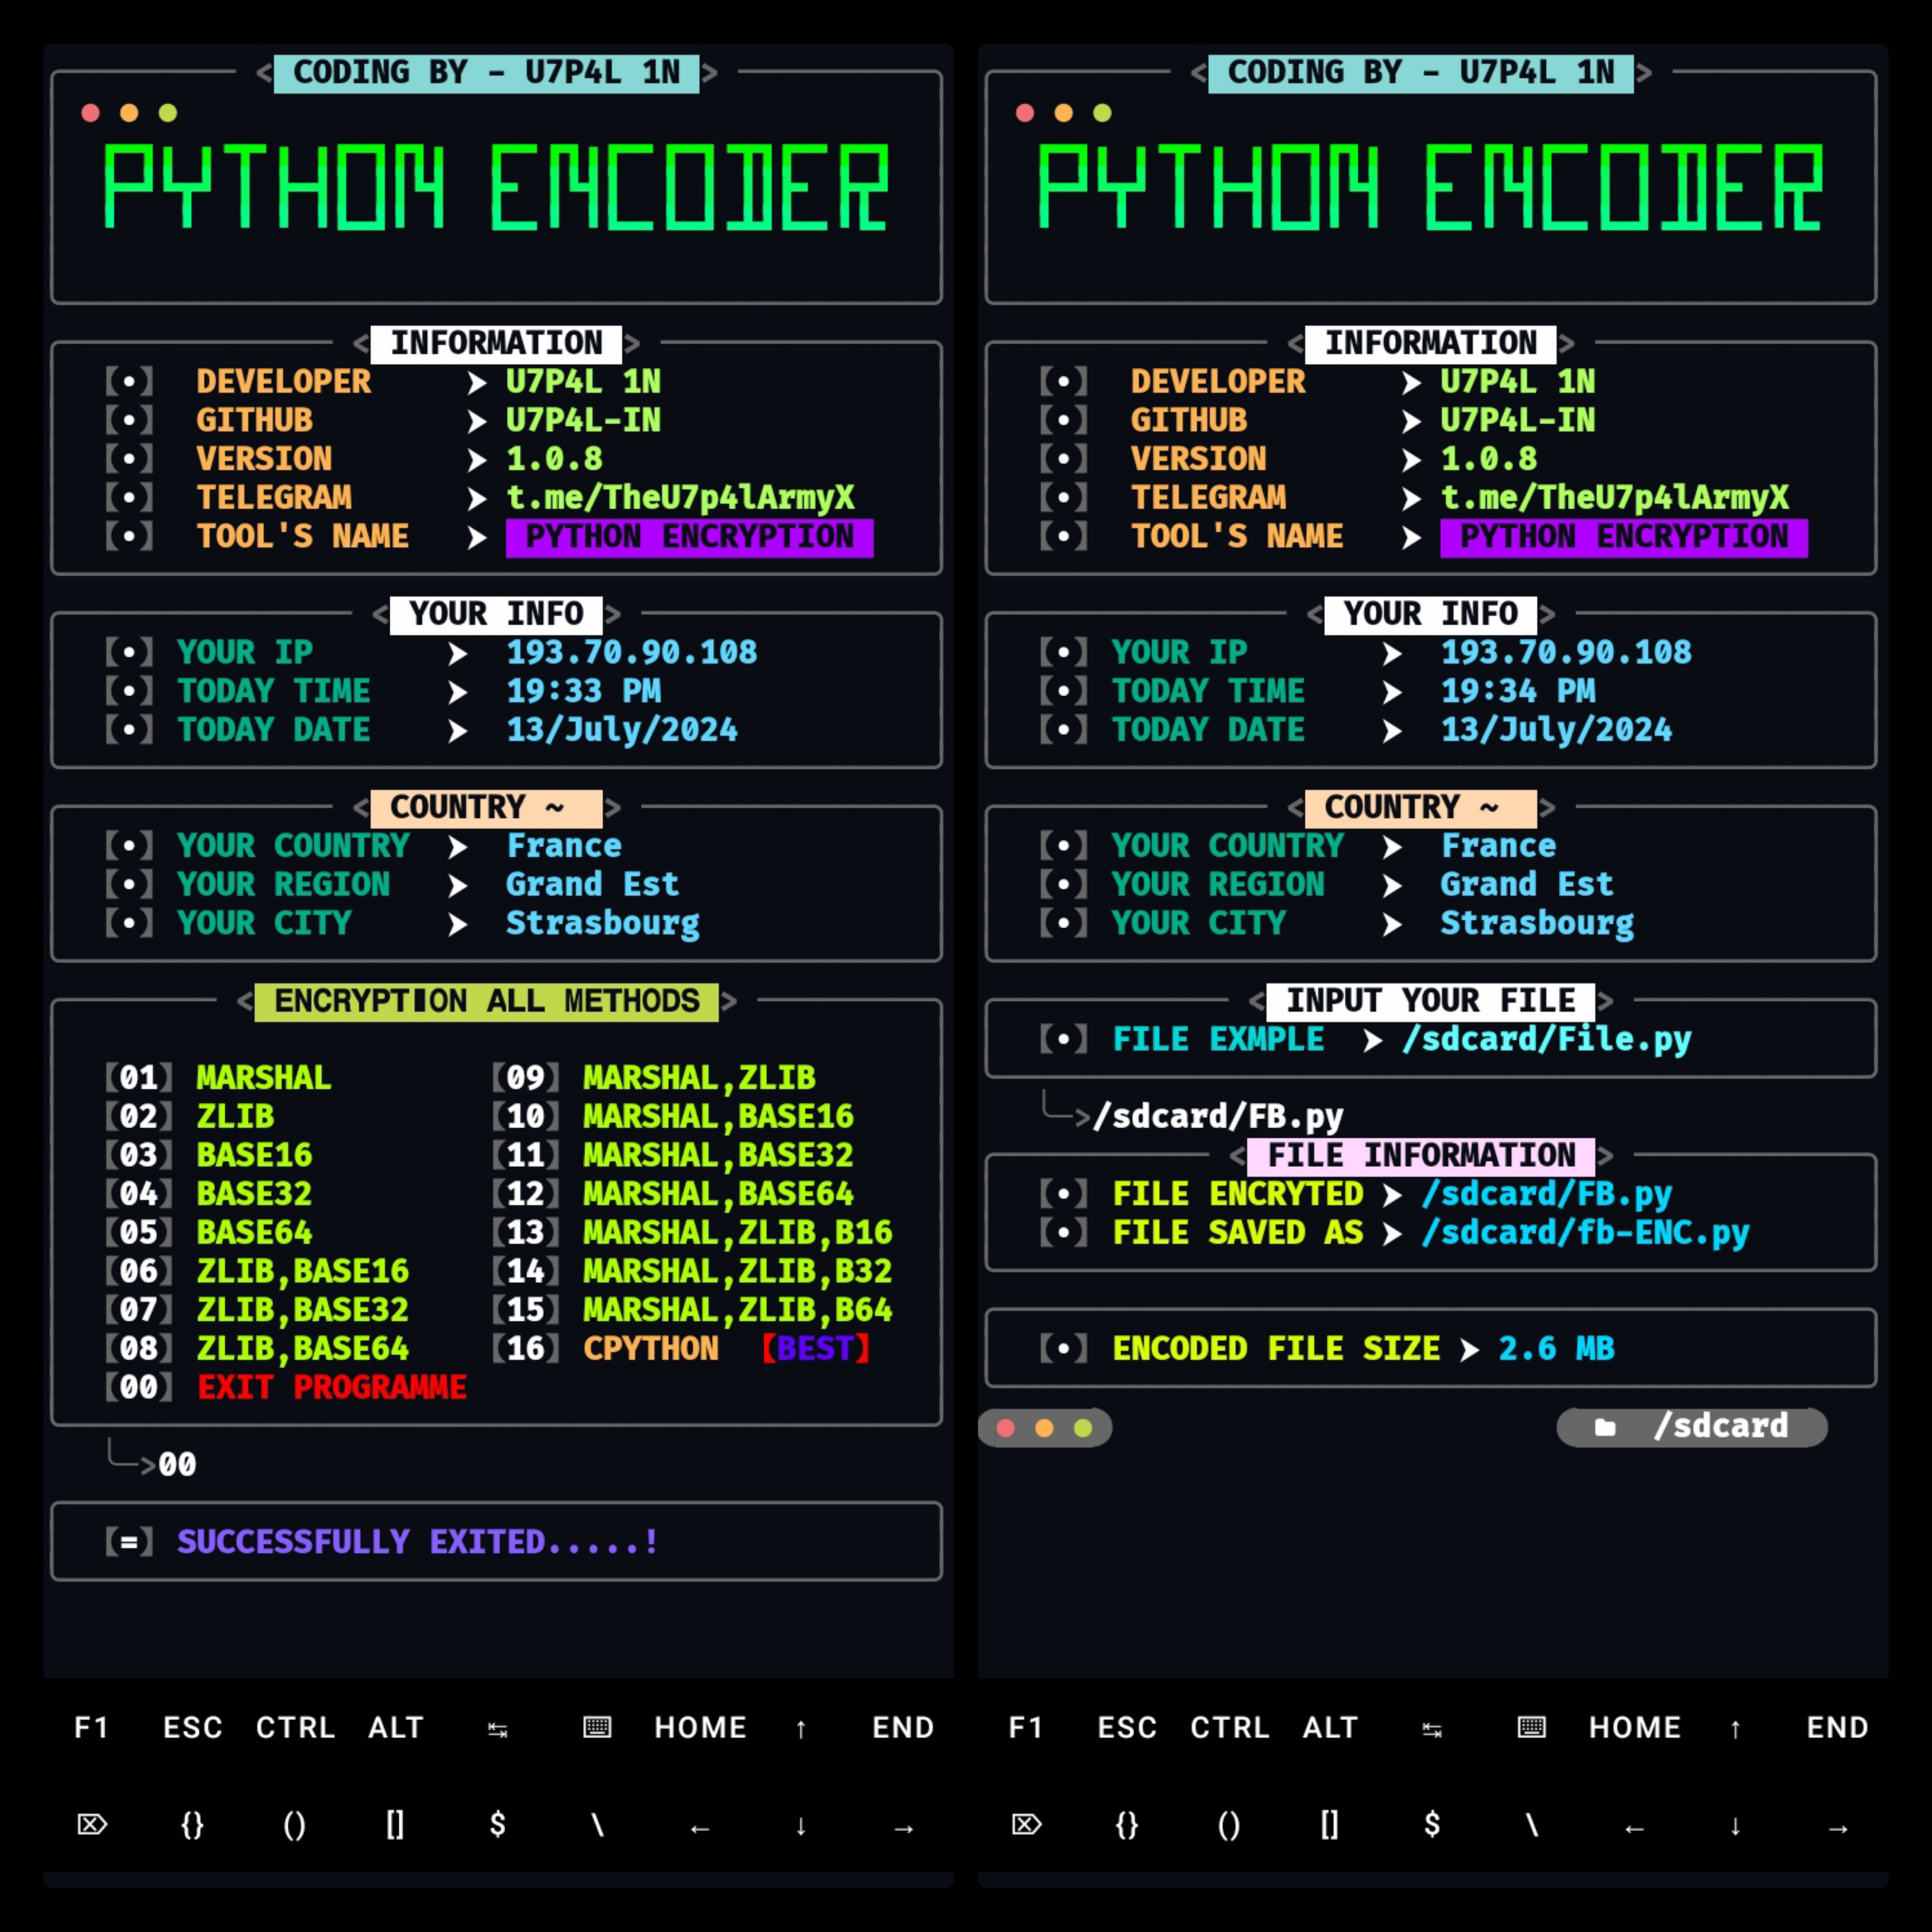 < CODING BY - U7P4L 1N >
PYTHON ENCODER
< INFORMATION >
【•】 DEVELOPER ➤ U7P4L 1N
【•】 GITHUB ➤ U7P4L-IN
【•】 VERSION ➤ 1.0.8
【•】 TELEGRAM ➤ t.me/TheU7p4lArmyX
【•】 TOOL'S NAME ➤ PYTHON ENCRYPTION
< YOUR INFO >
【•】 YOUR IP ➤ 193.70.90.108
【•】 TODAY TIME ➤ 19:33 PM
【•】 TODAY DATE ➤ 13/July/2024
< COUNTRY ~ >
【•】 YOUR COUNTRY ➤ France
【•】 YOUR REGION ➤ Grand Est
【•】 YOUR CITY ➤ Strasbourg
< ENCRYPTION ALL METHODS >
【01】 MARSHAL 【09】 MARSHAL,ZLIB
【02】 ZLIB 【10】 MARSHAL,BASE16
【03】 BASE16 【11】 MARSHAL,BASE32
【04】 BASE32 【12】 MARSHAL,BASE64
【05】 BASE64 【13】 MARSHAL,ZLIB,B16
【06】 ZLIB,BASE16 【14】 MARSHAL,ZLIB,B32
【07】 ZLIB,BASE32 【15】 MARSHAL,ZLIB,B64
【08】 ZLIB,BASE64 【16】 CPYTHON 【BEST】
【00】 EXIT PROGRAMME
╰─>00
【=】 SUCCESSFULLY EXITED.....!
F1 ESC CTRL ALT ↹ ⌨ HOME ↑ END
⌦ {} () [] $ \ ← ↓ →
< CODING BY - U7P4L 1N >
PYTHON ENCODER
< INFORMATION >
【•】 DEVELOPER ➤ U7P4L 1N
【•】 GITHUB ➤ U7P4L-IN
【•】 VERSION ➤ 1.0.8
【•】 TELEGRAM ➤ t.me/TheU7p4lArmyX
【•】 TOOL'S NAME ➤ PYTHON ENCRYPTION
< YOUR INFO >
【•】 YOUR IP ➤ 193.70.90.108
【•】 TODAY TIME ➤ 19:34 PM
【•】 TODAY DATE ➤ 13/July/2024
< COUNTRY ~ >
【•】 YOUR COUNTRY ➤ France
【•】 YOUR REGION ➤ Grand Est
【•】 YOUR CITY ➤ Strasbourg
< INPUT YOUR FILE >
【•】 FILE EXMPLE ➤ /sdcard/File.py
╰─>/sdcard/FB.py
< FILE INFORMATION >
【•】 FILE ENCRYTED ➤ /sdcard/FB.py
【•】 FILE SAVED AS ➤ /sdcard/fb-ENC.py
【•】 ENCODED FILE SIZE ➤ 2.6 MB
/sdcard
F1 ESC CTRL ALT ↹ ⌨ HOME ↑ END
⌦ {} () [] $ \ ← ↓ →